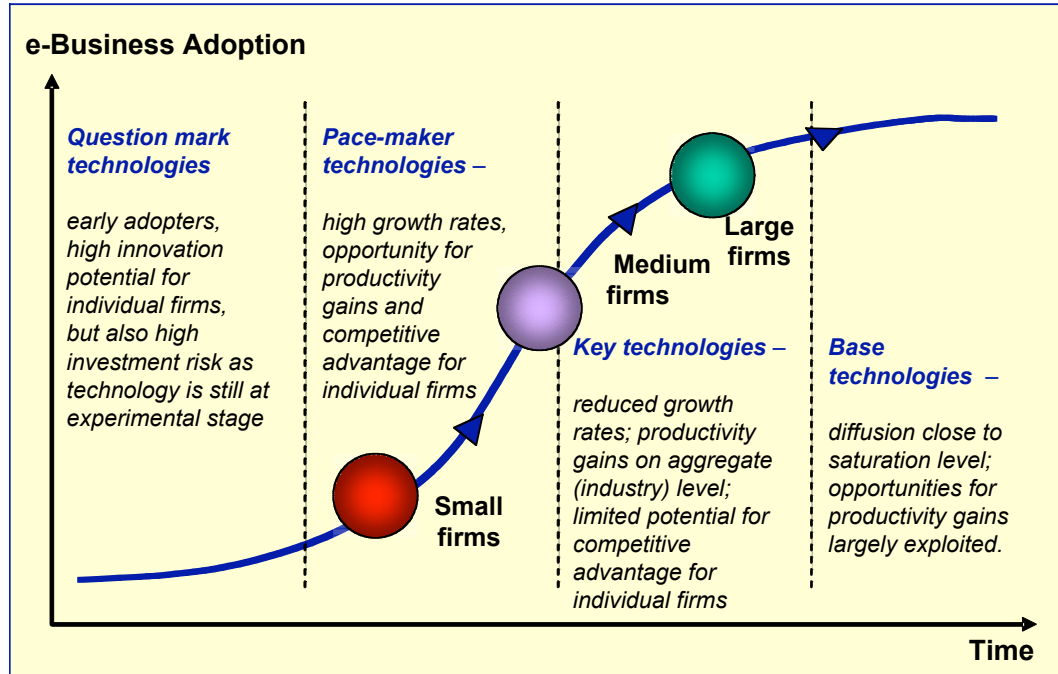 e-Business Adoption
Question mark
technologies
early adopters,
high innovation
potential for
individual firms,
but also high
investment risk as
technology is still at
experimental stage
Pace-maker
technologies –
high growth rates,
opportunity for
productivity
gains and
competitive
advantage for
individual firms
Small
firms
Medium
firms
Large
firms
Key technologies –
reduced growth
rates; productivity
gains on aggregate
(industry) level;
limited potential for
competitive
advantage for
individual firms
Base
technologies –
diffusion close to
saturation level;
opportunities for
productivity gains
largely exploited.
Time